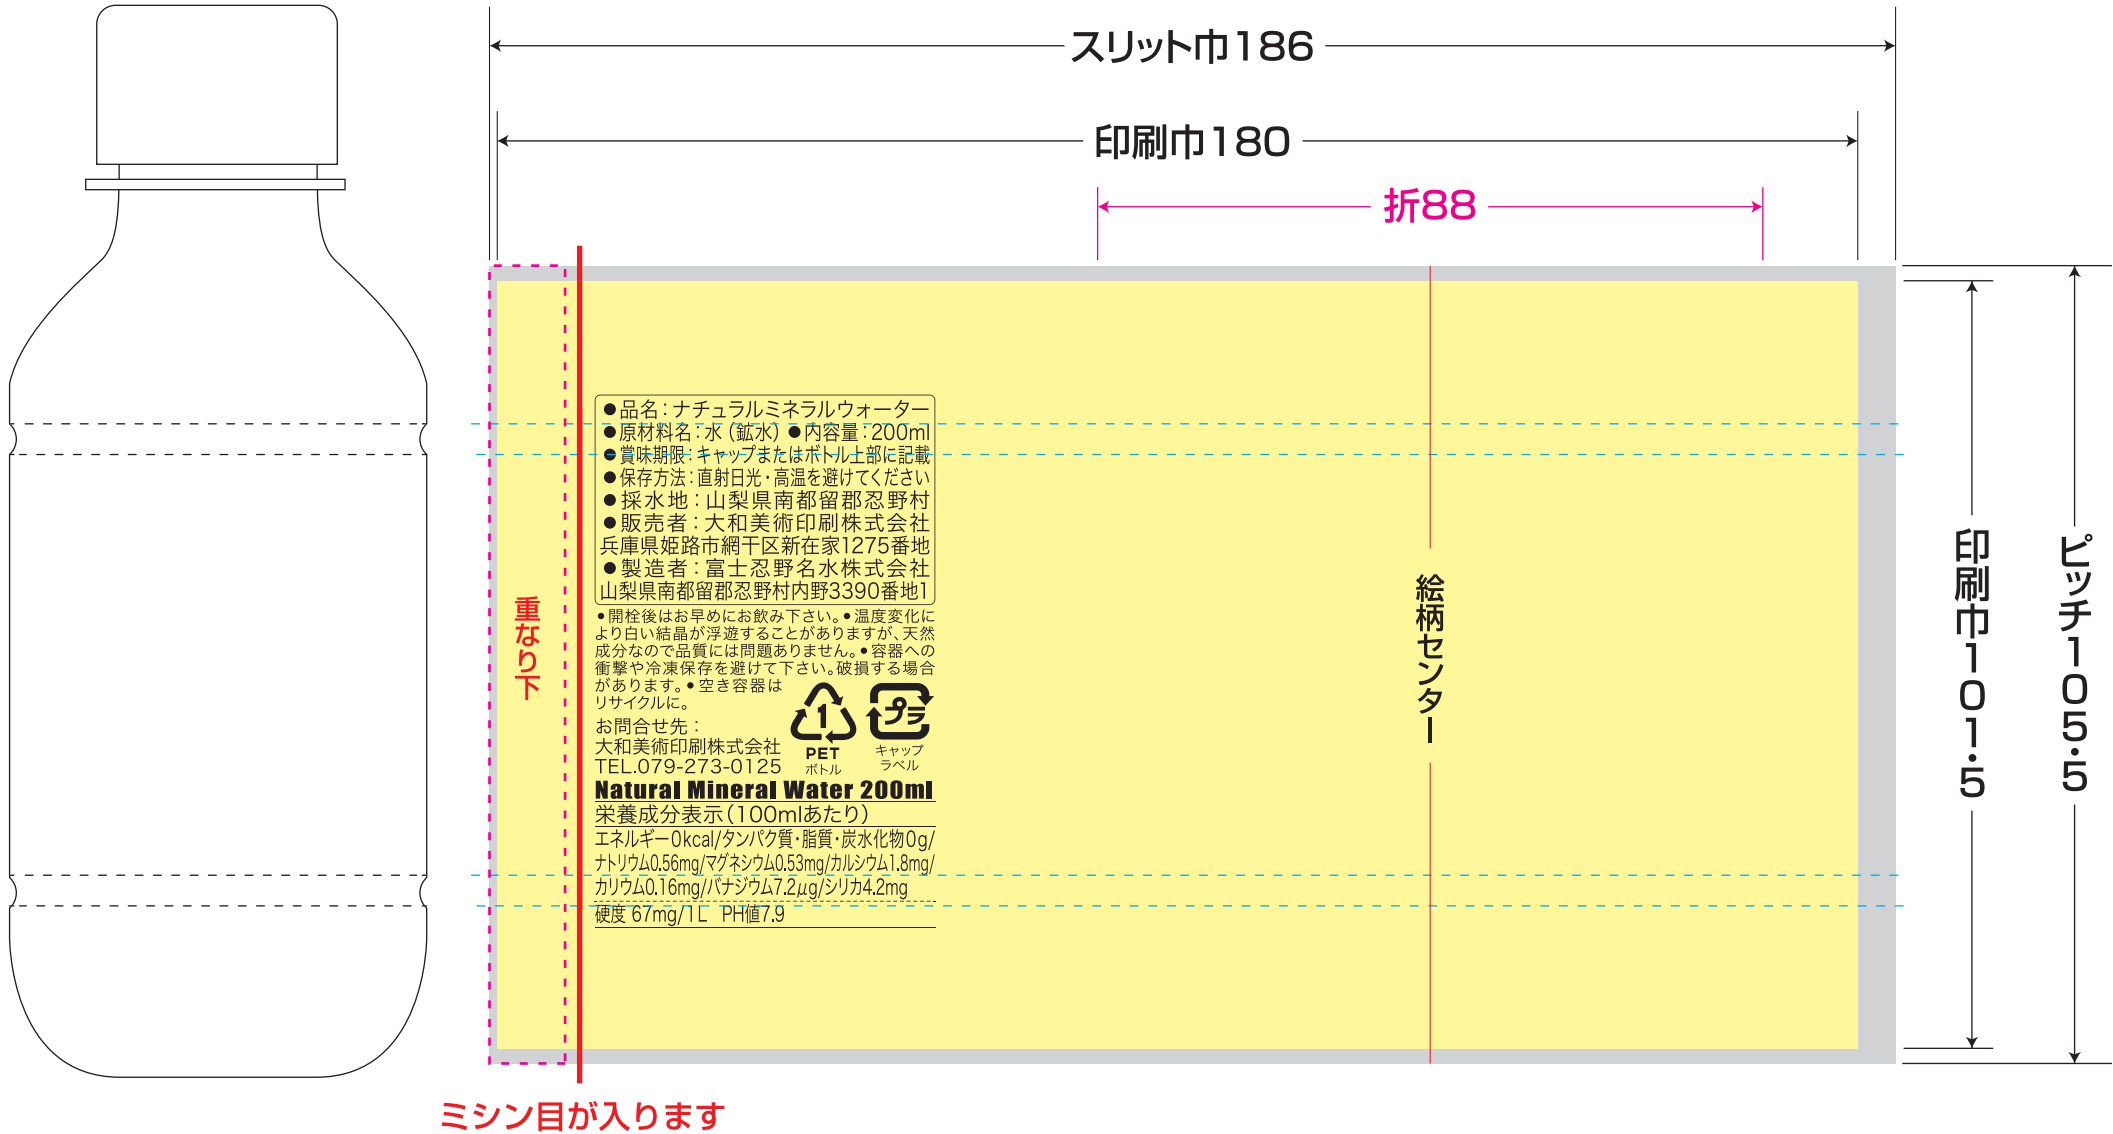 スリット巾186
印刷巾180
折88
●品名：ナチュラルミネラルウォーター
●原材料名：水（鉱水）●内容量：200ml
●賞味期限：キャップまたはボトル上部に記載
●保存方法：直射日光・高温を避けてください
●採水地：山梨県南都留郡忍野村
●販売者：大和美術印刷株式会社
兵庫県姫路市網干区新在家1275番地
●製造者：富士忍野名水株式会社
山梨県南都留郡忍野村内野3390番地1
•開栓後はお早めにお飲み下さい。•温度変化に
より白い結晶が浮遊することがありますが、天然
成分なので品質には問題ありません。•容器への
衝撃や冷凍保存を避けて下さい。破損する場合
があります。•空き容器は
リサイクルに。
お問合せ先：
大和美術印刷株式会社
TEL.079-273-0125
1
PET
ボトル
プラ
キャップ
ラベル
Natural Mineral Water 200ml
栄養成分表示（100mlあたり）
エネルギー0kcal/タンパク質・脂質・炭水化物0g/
ナトリウム0.56mg/マグネシウム0.53mg/カルシウム1.8mg/
カリウム0.16mg/バナジウム7.2μg/シリカ4.2mg
硬度 67mg/1L　PH値7.9
重なり下
絵柄センター
印刷巾101・5
ピッチ105・5
ミシン目が入ります